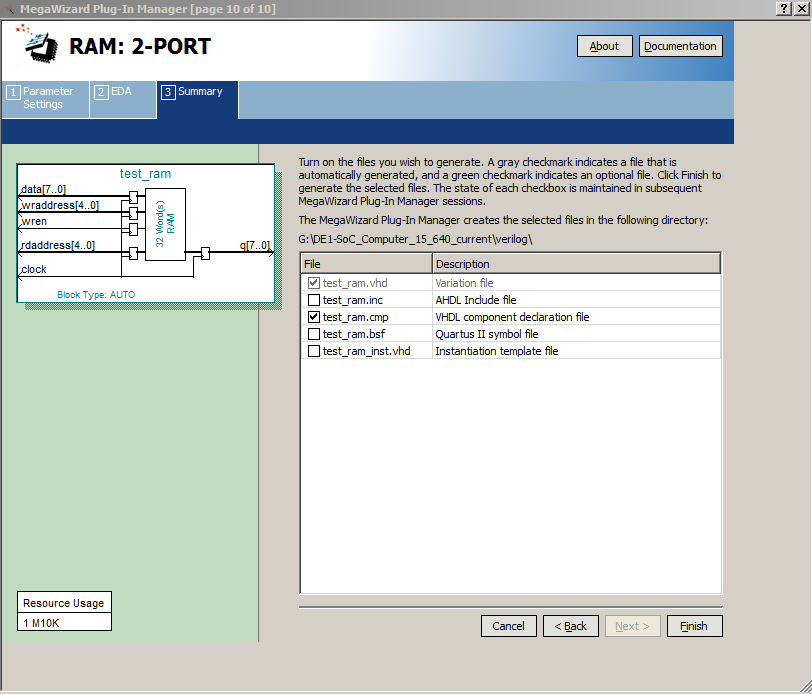 MegaWizard Plug-In Manager [page 10 of 10]
RAM: 2-PORT
About
Documentation
1 Parameter
Settings
2 EDA
3 Summary
test_ram
data[7..0]
wraddress[4..0]
wren
rdaddress[4..0]
clock
32 Word(s)
RAM
q[7..0]
Block Type: AUTO
Turn on the files you wish to generate. A gray checkmark indicates a file that is
automatically generated, and a green checkmark indicates an optional file. Click Finish to
generate the selected files. The state of each checkbox is maintained in subsequent
MegaWizard Plug-In Manager sessions.
The MegaWizard Plug-In Manager creates the selected files in the following directory:
G:\DE1-SoC_Computer_15_640_current\verilog\
File Description
test_ram.vhd Variation file
test_ram.inc AHDL Include file
test_ram.cmp VHDL component declaration file
test_ram.bsf Quartus II symbol file
test_ram_inst.vhd Instantiation template file
Resource Usage
1 M10K
Cancel
< Back
Next >
Finish